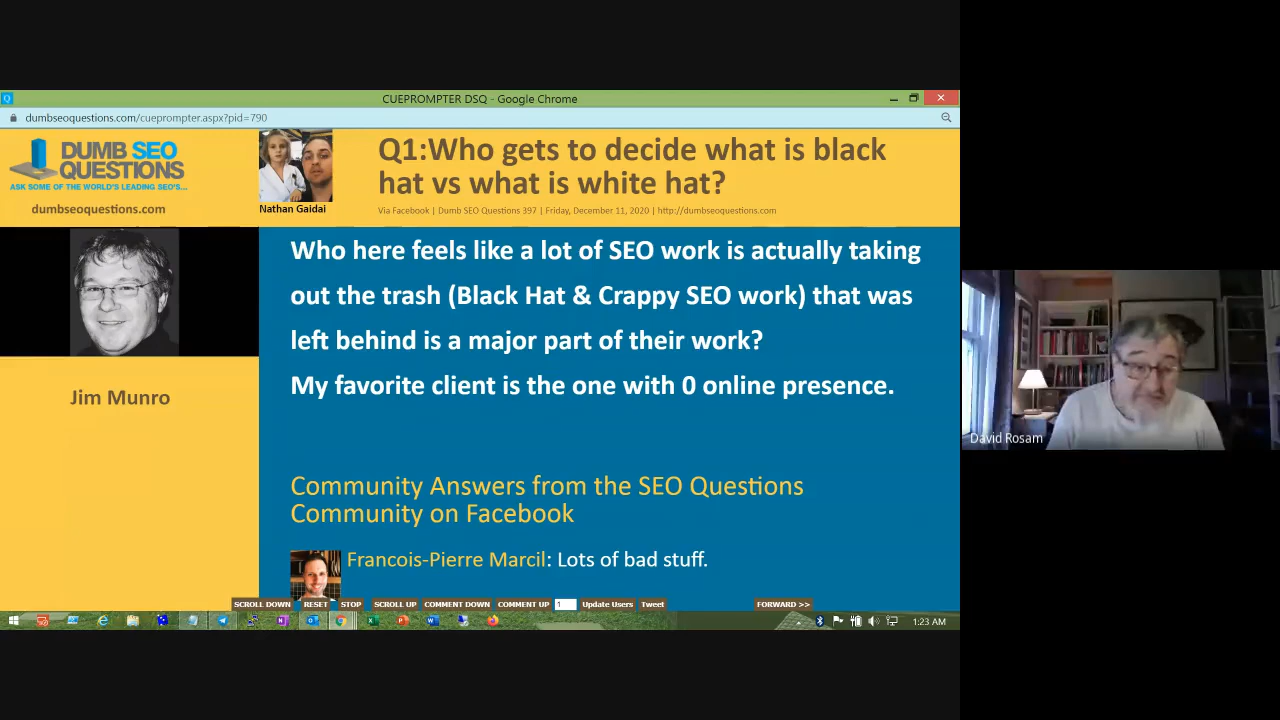 CUEPROMPTER DSQ - Google Chrome
dumbseoquestions.com/cueprompter.aspx?pid=790
DUMB SEO
QUESTIONS
ASK SOME OF THE WORLD'S LEADING SEO'S...
dumbseoquestions.com
Nathan Gaidai
Q1:Who gets to decide what is black
hat vs what is white hat?
Via Facebook | Dumb SEO Questions 397 | Friday, December 11, 2020 | http://dumbseoquestions.com
Jim Munro
Who here feels like a lot of SEO work is actually taking
out the trash (Black Hat & Crappy SEO work) that was
left behind is a major part of their work?
My favorite client is the one with 0 online presence.
Community Answers from the SEO Questions
Community on Facebook
Francois-Pierre Marcil: Lots of bad stuff.
SCROLL DOWN RESET STOP SCROLL UP COMMENT DOWN COMMENT UP 1 Update Users Tweet FORWARD >>
1:23 AM
David Rosam